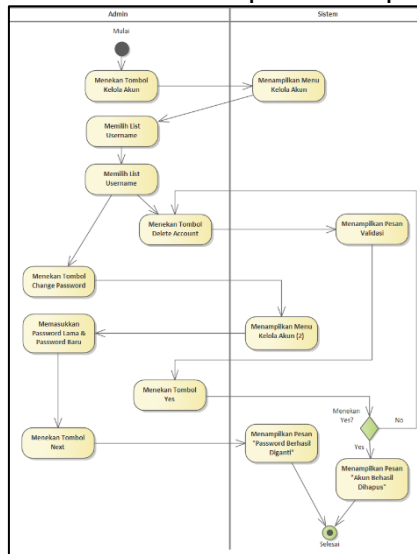 Admin
Sistem
Mulai
Menekan Tombol
Kelola Akun
Menampilkan Menu
Kelola Akun
Memilih List
Username
Memilih List
Username
Menekan Tombol
Delete Account
Menampilkan Pesan
Validasi
Menekan Tombol
Change Password
Memasukkan
Password Lama &
Password Baru
Menampilkan Menu
Kelola Akun (2)
Menekan Tombol
Yes
Menekan
Yes?
No
Yes
Menekan Tombol
Next
Menampilkan Pesan
"Password Berhasil
Diganti"
Menampilkan Pesan
"Akun Behasil
Dihapus"
Selesai